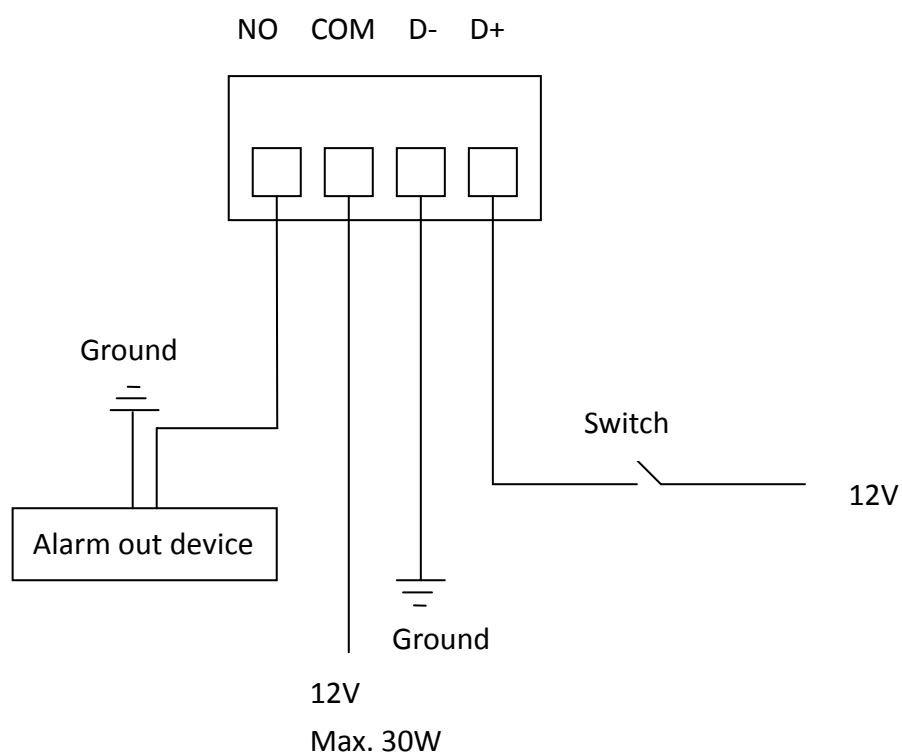 NO COM D- D+
Ground
Switch
12V
Alarm out device
Ground
12V
Max. 30W